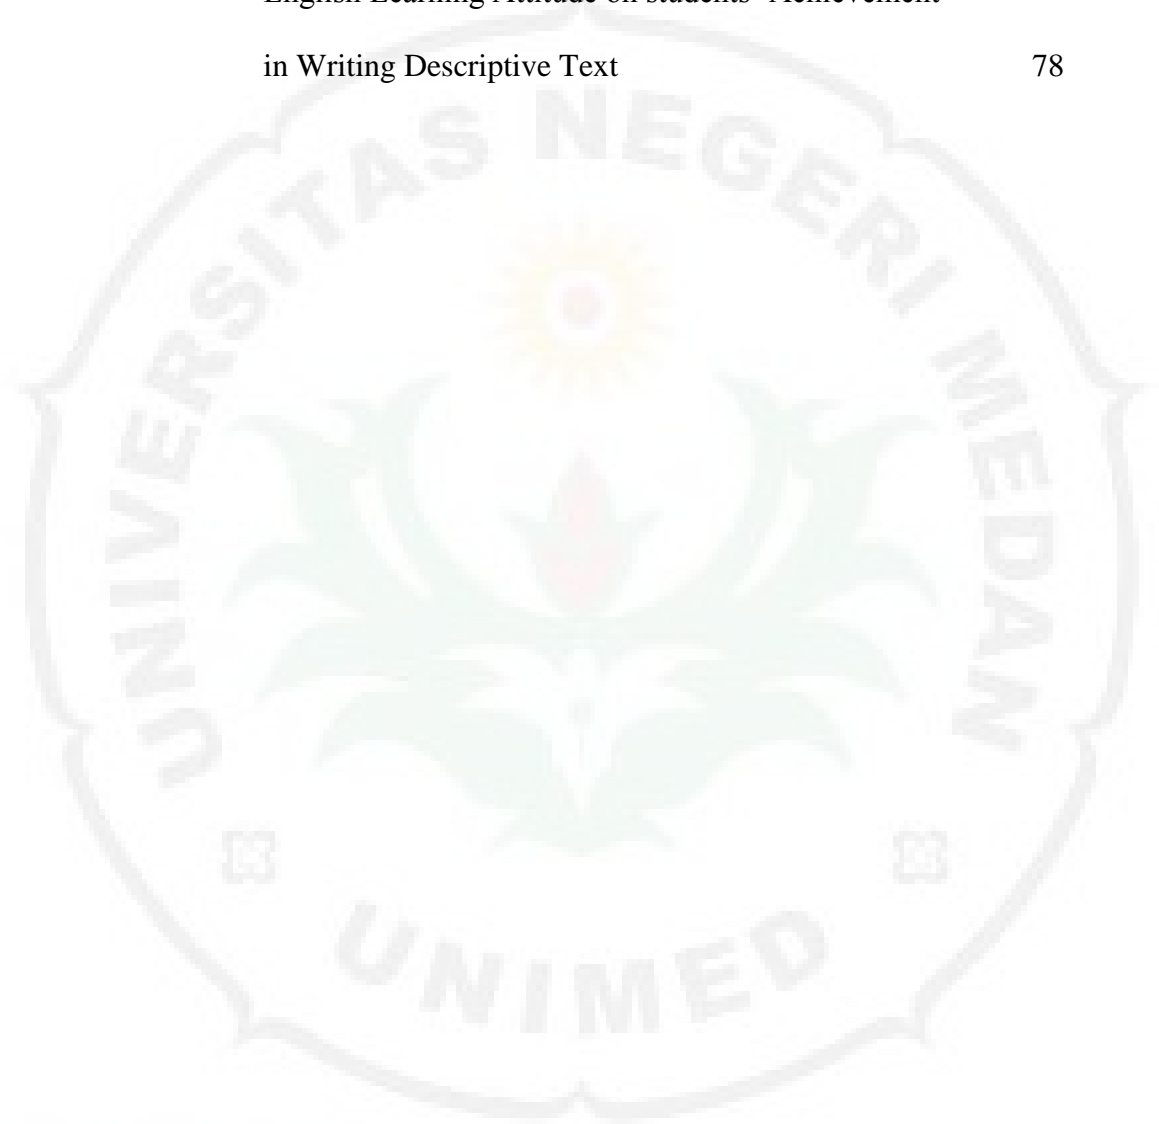 English Learning Attitude on students' Achievement
in Writing Descriptive Text 78
UNIVERSITAS NEGERI MEDAN
UNIMED